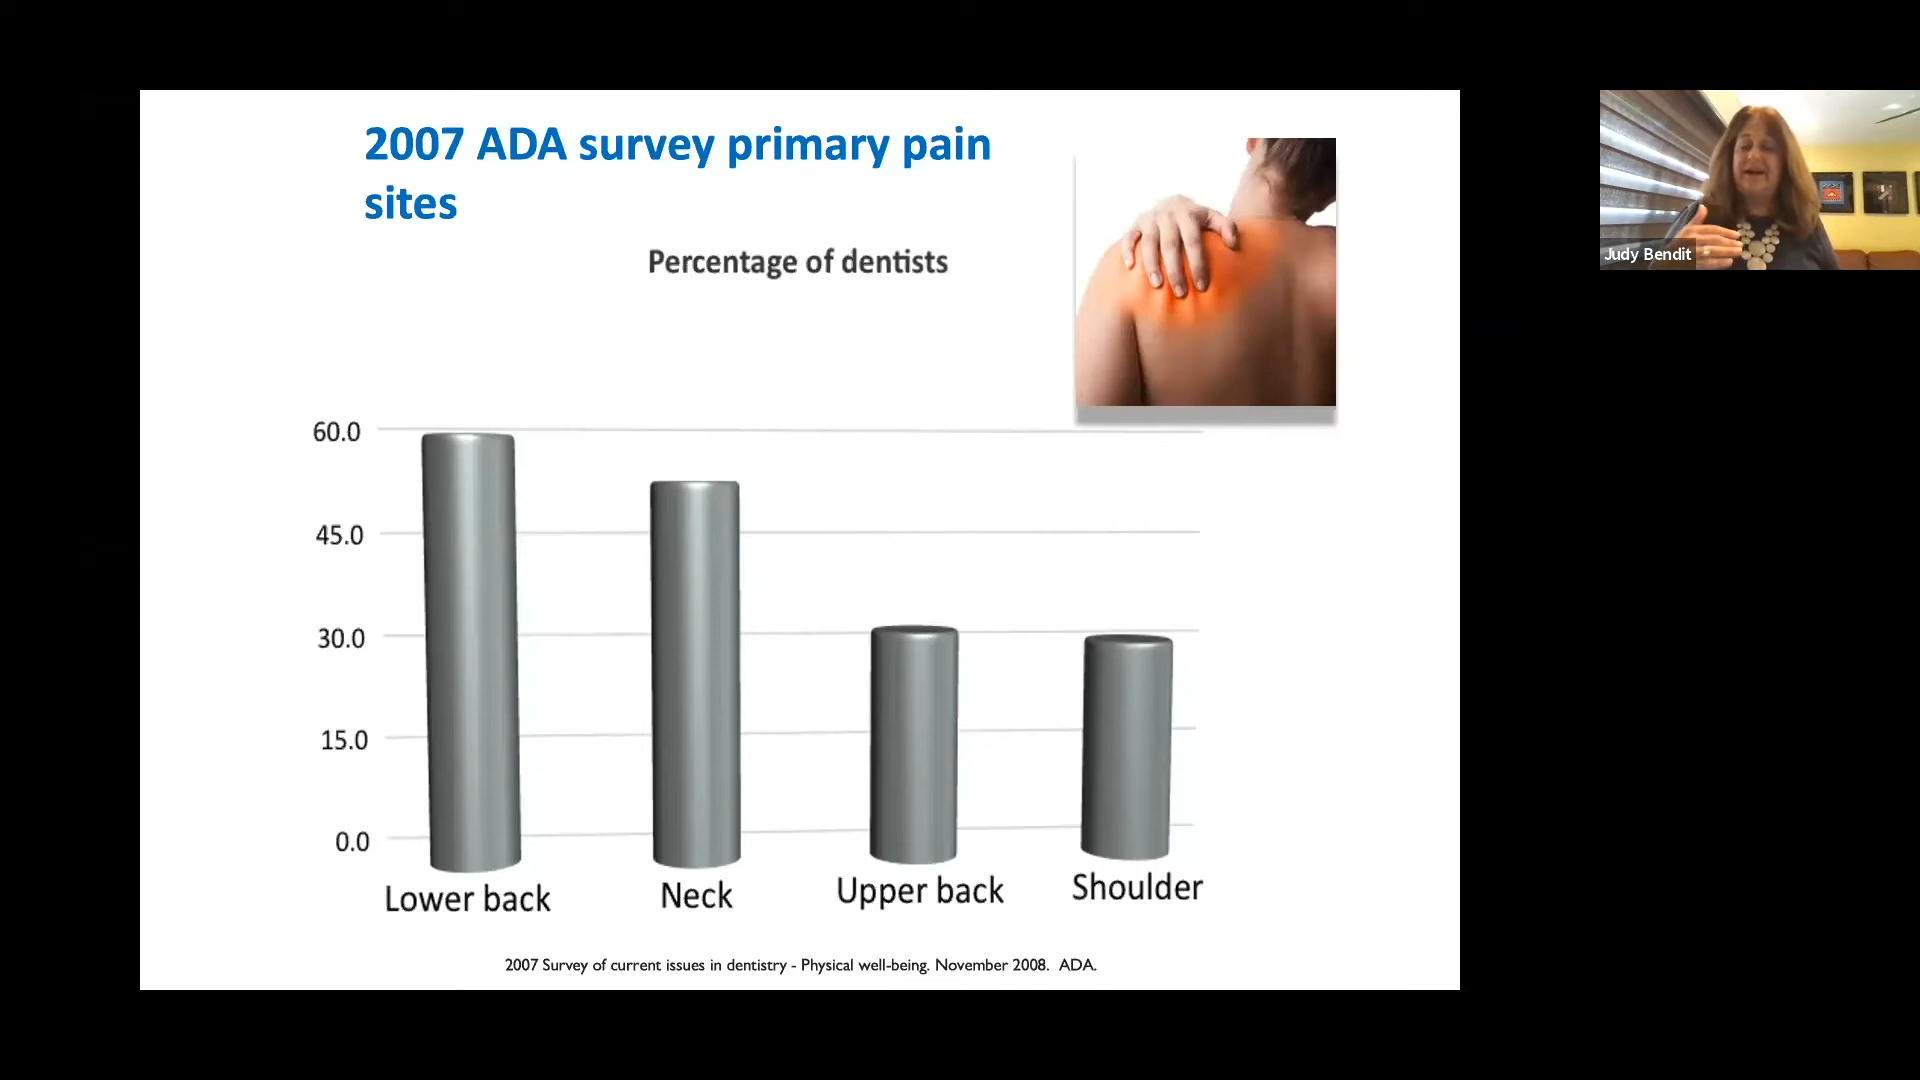 2007 ADA survey primary pain
sites
Percentage of dentists
60.0
45.0
30.0
15.0
0.0
Lower back
Neck
Upper back
Shoulder
2007 Survey of current issues in dentistry - Physical well-being. November 2008. ADA.
Judy Bendit